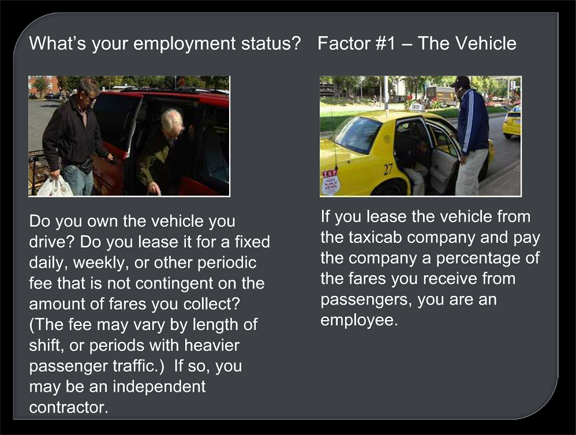 What's your employment status?   Factor #1 – The Vehicle
27
Do you own the vehicle you
drive? Do you lease it for a fixed
daily, weekly, or other periodic
fee that is not contingent on the
amount of fares you collect?
(The fee may vary by length of
shift, or periods with heavier
passenger traffic.)  If so, you
may be an independent
contractor.
If you lease the vehicle from
the taxicab company and pay
the company a percentage of
the fares you receive from
passengers, you are an
employee.